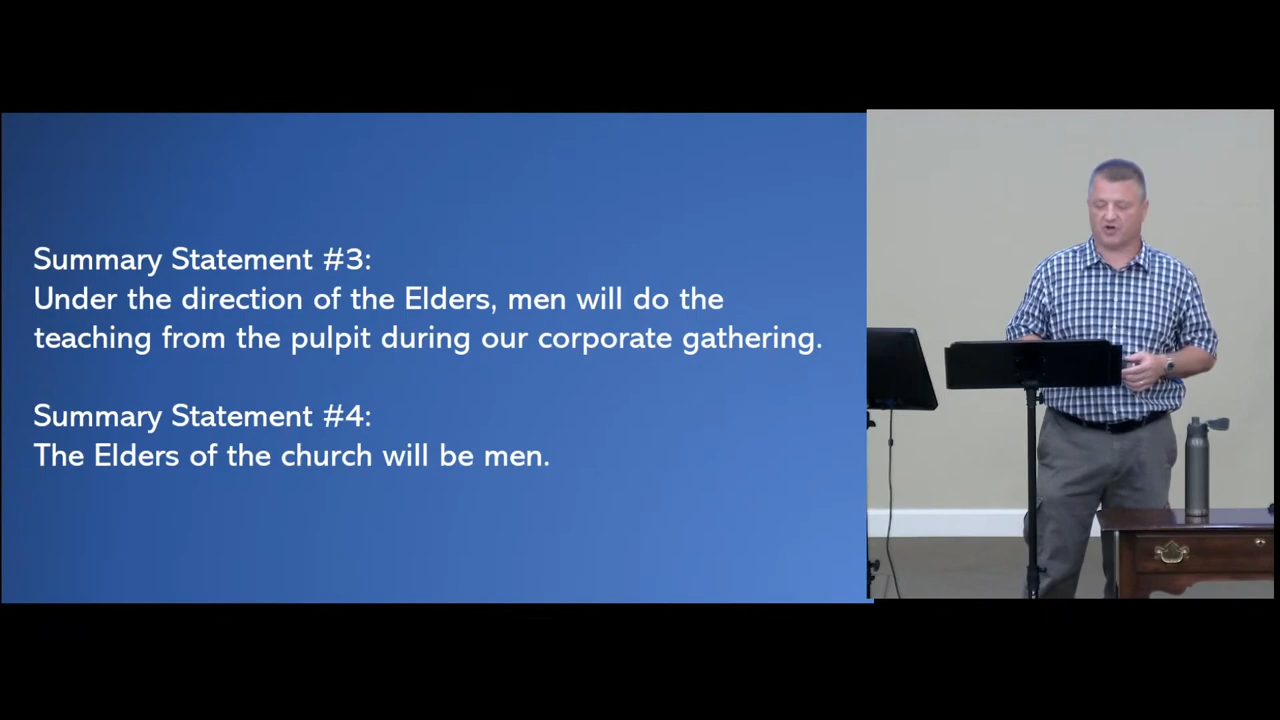 Summary Statement #3:
Under the direction of the Elders, men will do the
teaching from the pulpit during our corporate gathering.
Summary Statement #4:
The Elders of the church will be men.